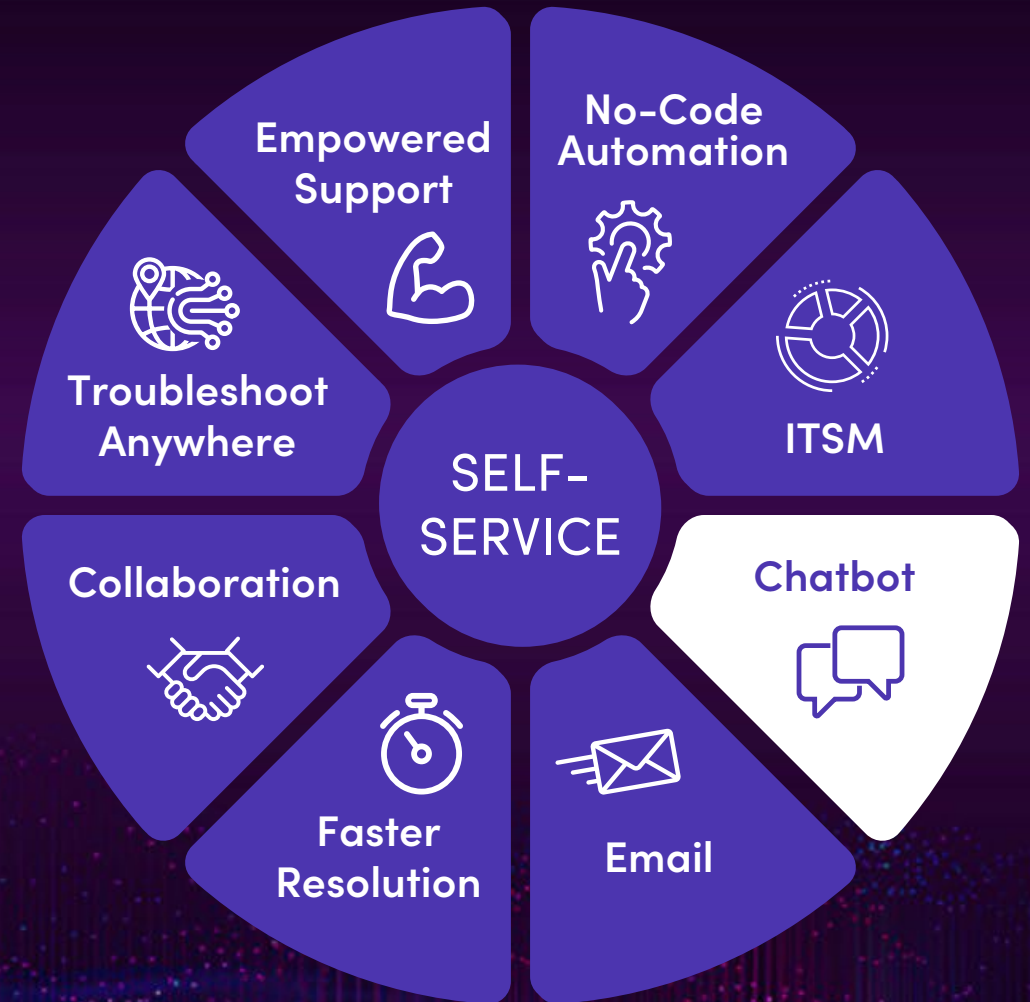 Empowered
Support
No-Code
Automation
Troubleshoot
Anywhere
ITSM
SELF-
SERVICE
Collaboration
Chatbot
Faster
Resolution
Email